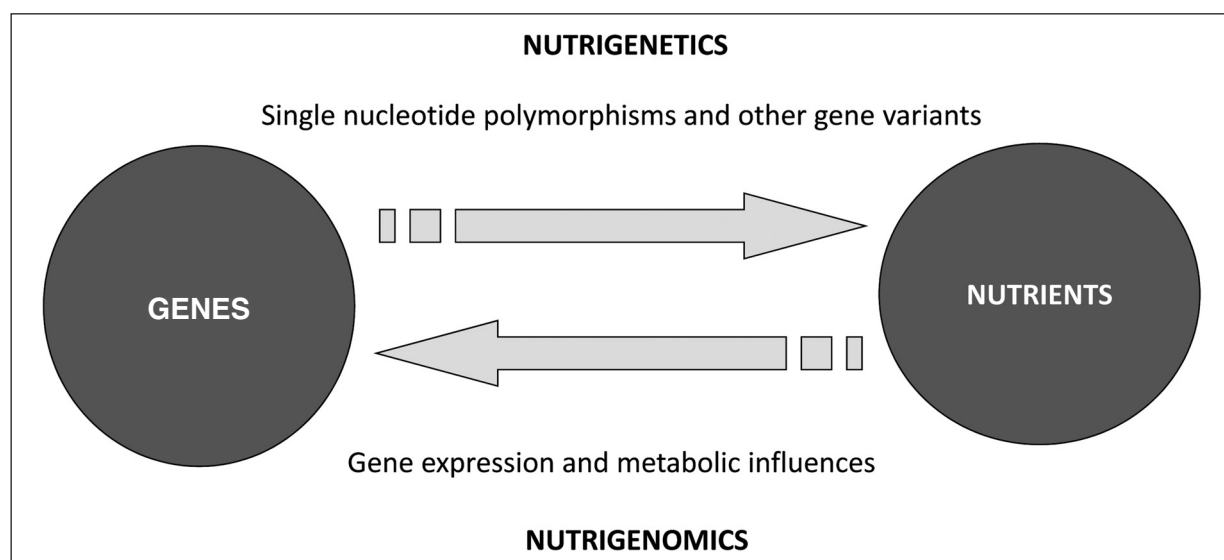 NUTRIGENETICS
Single nucleotide polymorphisms and other gene variants
GENES
NUTRIENTS
Gene expression and metabolic influences
NUTRIGENOMICS